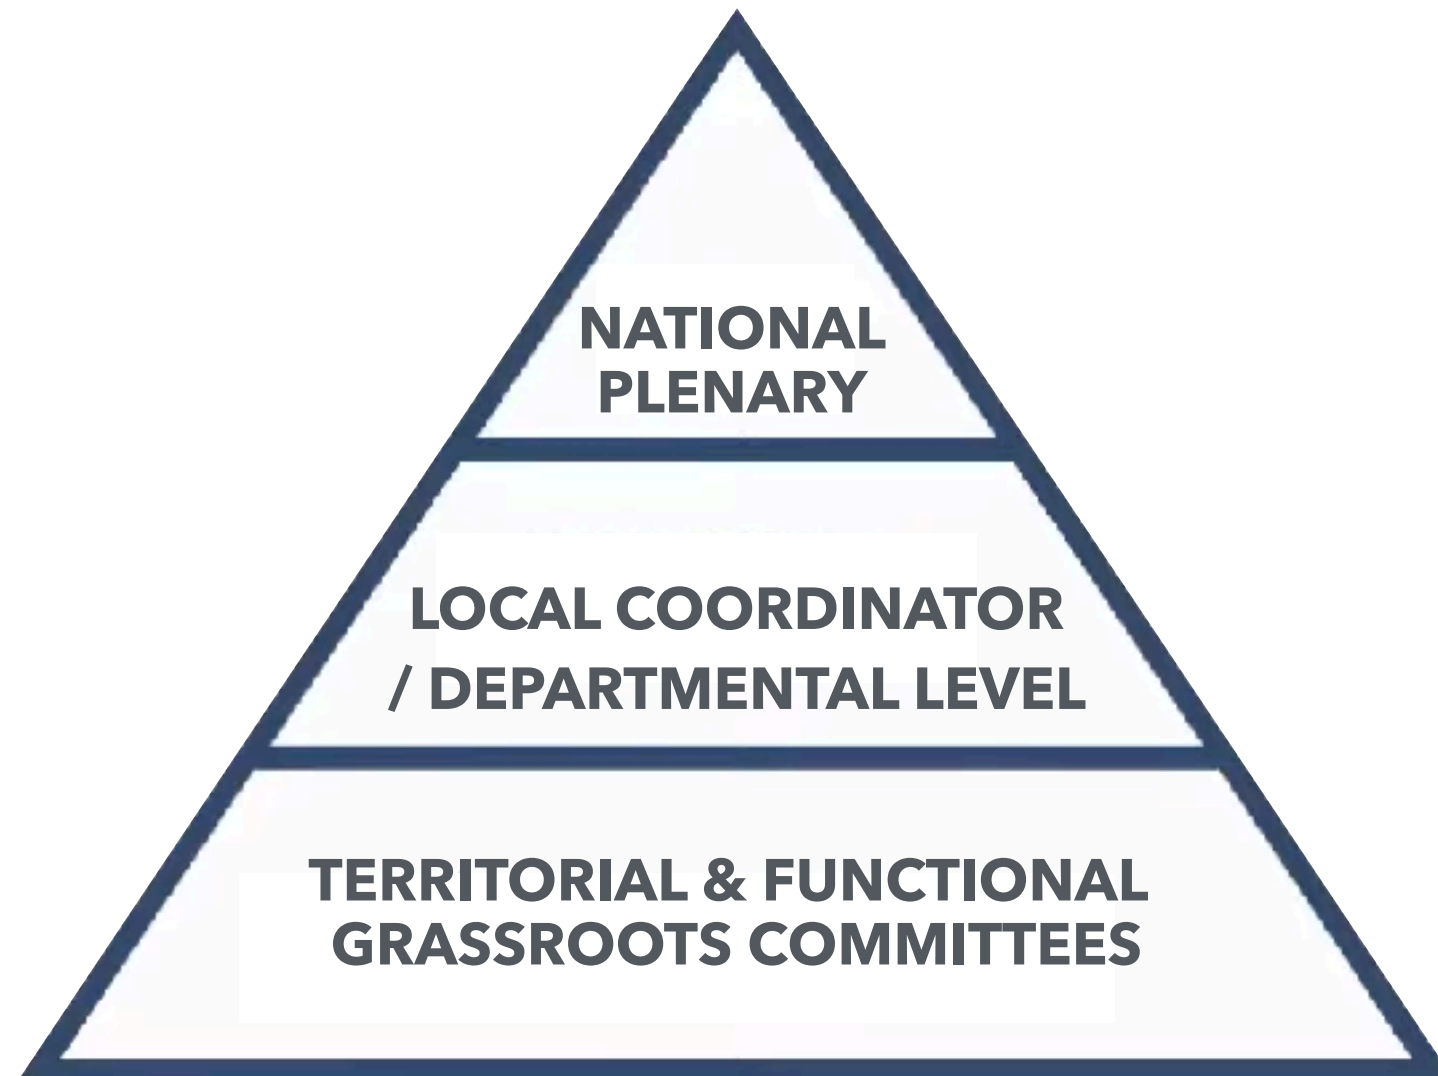 NATIONAL
PLENARY
LOCAL COORDINATOR
/ DEPARTMENTAL LEVEL
TERRITORIAL & FUNCTIONAL
GRASSROOTS COMMITTEES